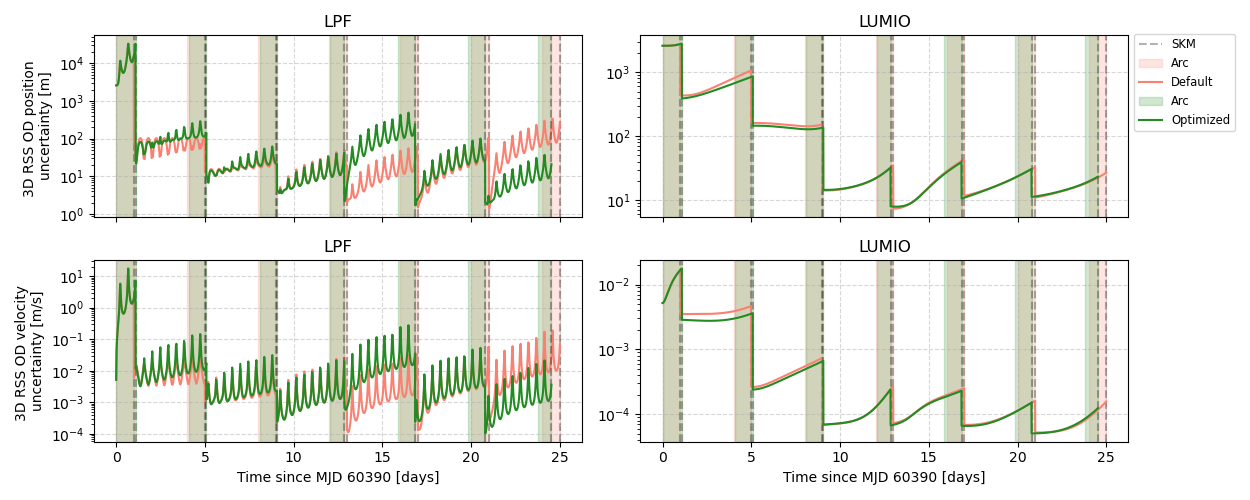 LPF
LUMIO
3D RSS OD position
uncertainty [m]
10⁴
10³
10²
10¹
10⁰
10³
10²
10¹
SKM
Arc
Default
Arc
Optimized
LPF
LUMIO
3D RSS OD velocity
uncertainty [m/s]
10¹
10⁰
10⁻¹
10⁻²
10⁻³
10⁻⁴
10⁻²
10⁻³
10⁻⁴
0 5 10 15 20 25
0 5 10 15 20 25
Time since MJD 60390 [days]
Time since MJD 60390 [days]